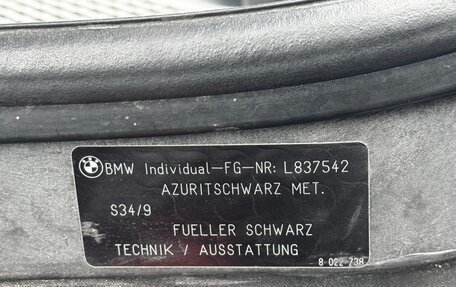 BMW Individual-FG-NR: L837542
AZURITSCHWARZ MET.
S34/9
FUELLER SCHWARZ
TECHNIK / AUSSTATTUNG
8 022 738